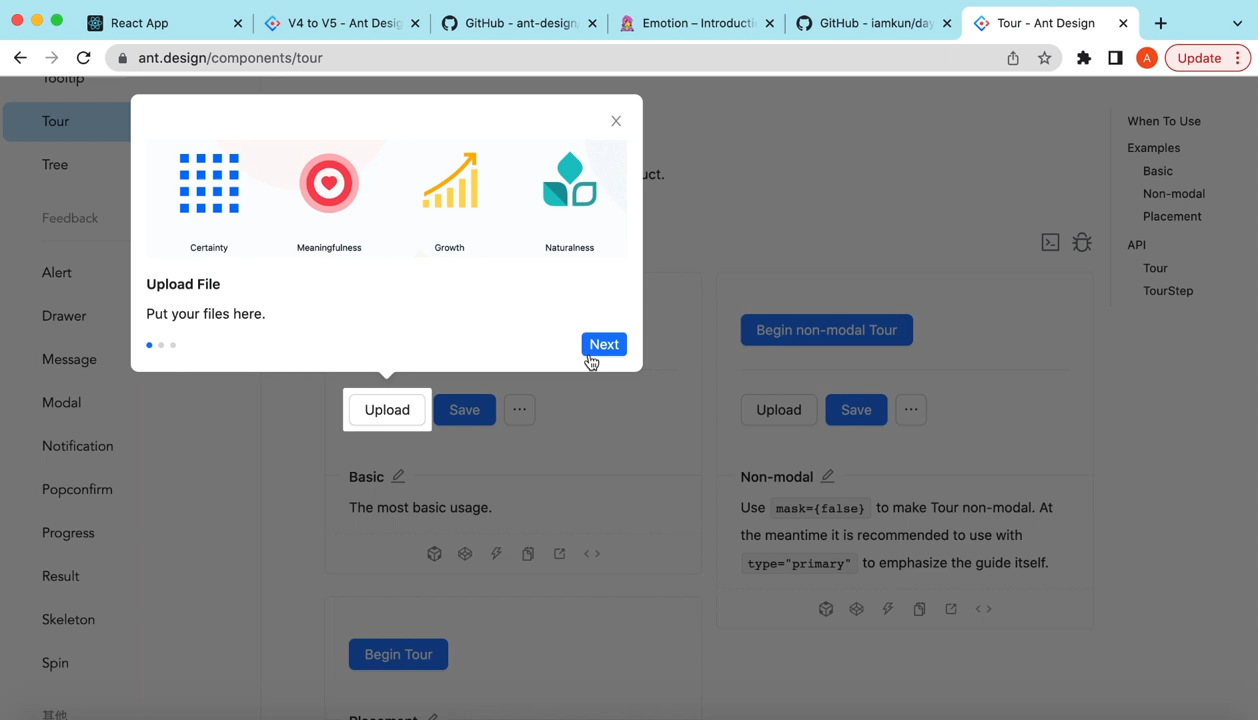 React App
V4 to V5 - Ant Desig
GitHub - ant-design
Emotion – Introducti
GitHub - iamkun/day
Tour - Ant Design
ant.design/components/tour
A
Update
Tooltip
Tour
Tree
Feedback
Alert
Drawer
Message
Modal
Notification
Popconfirm
Progress
Result
Skeleton
Spin
其他
Certainty
Meaningfulness
Growth
Naturalness
Upload File
Put your files here.
Next
uct.
Upload
Save
Basic
The most basic usage.
Begin Tour
Placement
Begin non-modal Tour
Upload
Save
Non-modal
Use mask={false} to make Tour non-modal. At
the meantime it is recommended to use with
type="primary" to emphasize the guide itself.
When To Use
Examples
Basic
Non-modal
Placement
API
Tour
TourStep